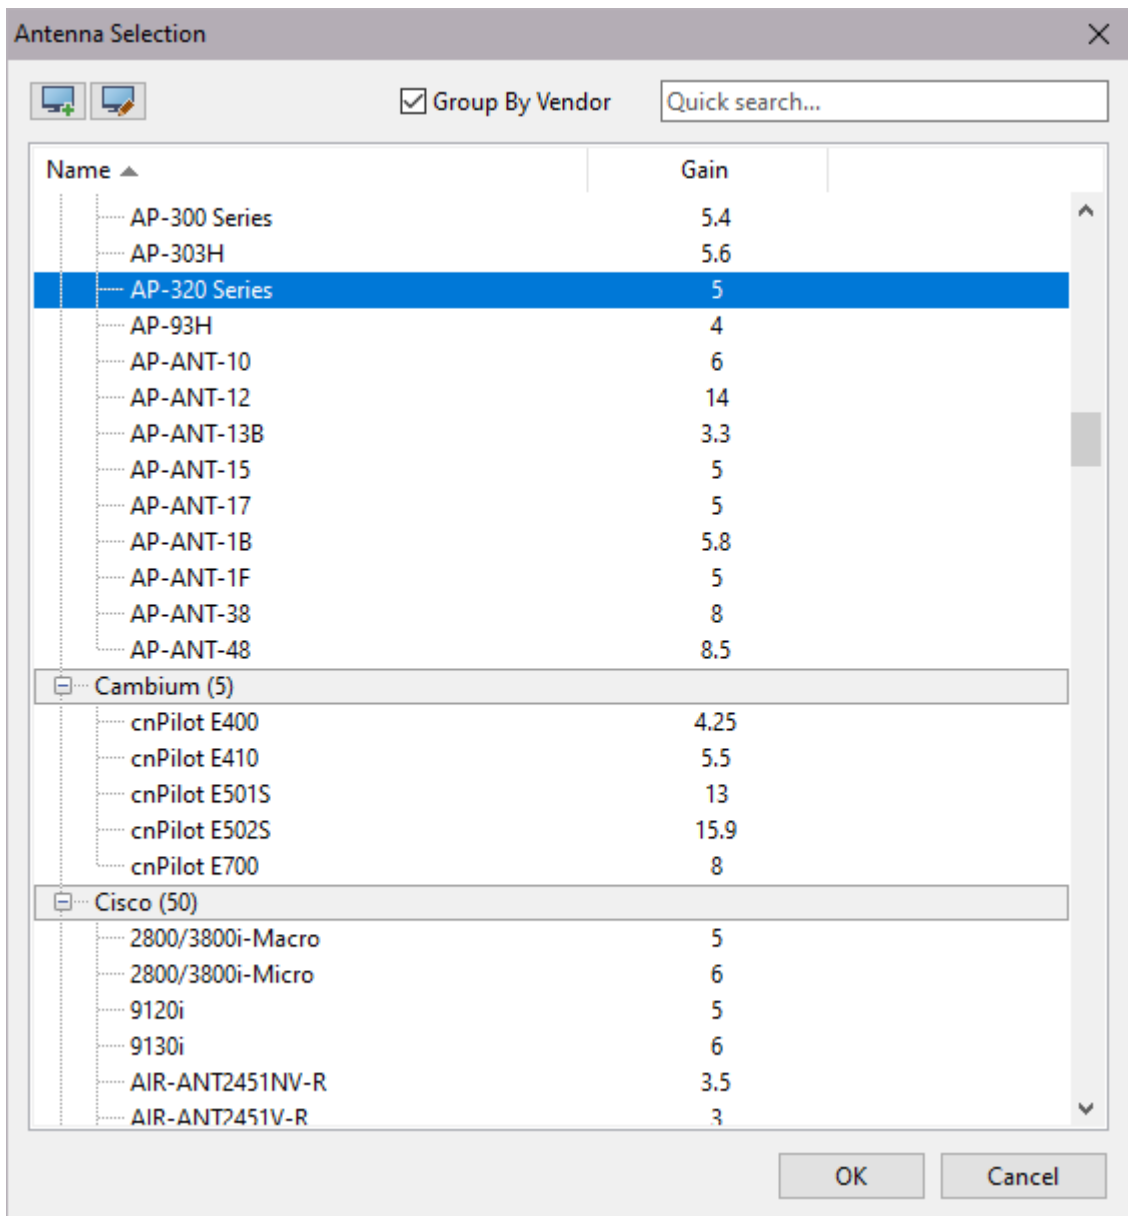 Antenna Selection
Group By Vendor Quick search...
Name Gain
AP-300 Series 5.4
AP-303H 5.6
AP-320 Series 5
AP-93H 4
AP-ANT-10 6
AP-ANT-12 14
AP-ANT-13B 3.3
AP-ANT-15 5
AP-ANT-17 5
AP-ANT-1B 5.8
AP-ANT-1F 5
AP-ANT-38 8
AP-ANT-48 8.5
Cambium (5)
cnPilot E400 4.25
cnPilot E410 5.5
cnPilot E501S 13
cnPilot E502S 15.9
cnPilot E700 8
Cisco (50)
2800/3800i-Macro 5
2800/3800i-Micro 6
9120i 5
9130i 6
AIR-ANT2451NV-R 3.5
AIR-ANT2451V-R 3
OK Cancel